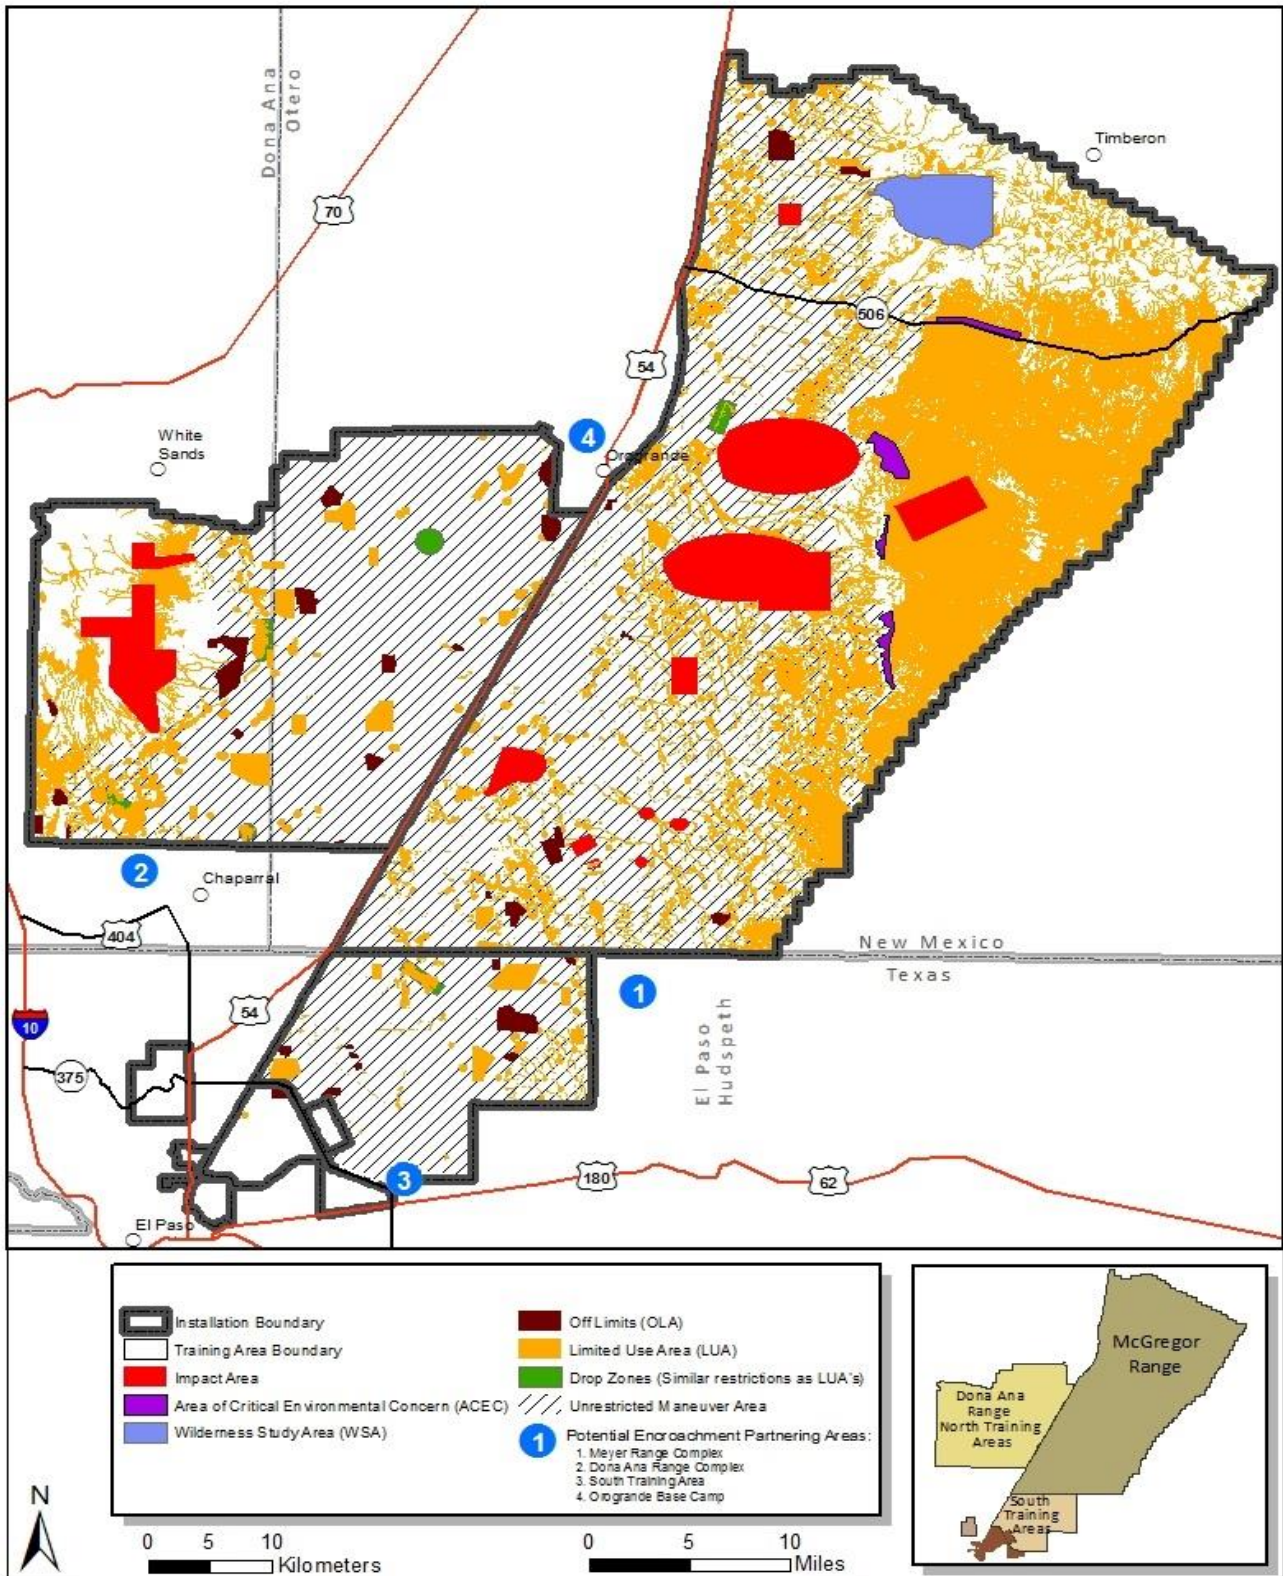 Dona Ana
Otero
Timberon
70
506
54
White
Sands
4
Orogrande
2
Chaparral
404
New Mexico
Texas
54
1
10
375
El Paso
Hudspeth
3
180
62
El Paso
Installation Boundary
Training Area Boundary
Impact Area
Area of Critical Environmental Concern (ACEC)
Wilderness Study Area (WSA)
Off Limits (OLA)
Limited Use Area (LUA)
Drop Zones (Similar restrictions as LUA's)
Unrestricted Maneuver Area
1
Potential Encroachment Partnering Areas:
1. Meyer Range Complex
2. Dona Ana Range Complex
3. South Training Area
4. Orogrande Base Camp
McGregor
Range
Dona Ana
Range
North Training
Areas
South
Training
Areas
N
0 5 10
Kilometers
0 5 10
Miles